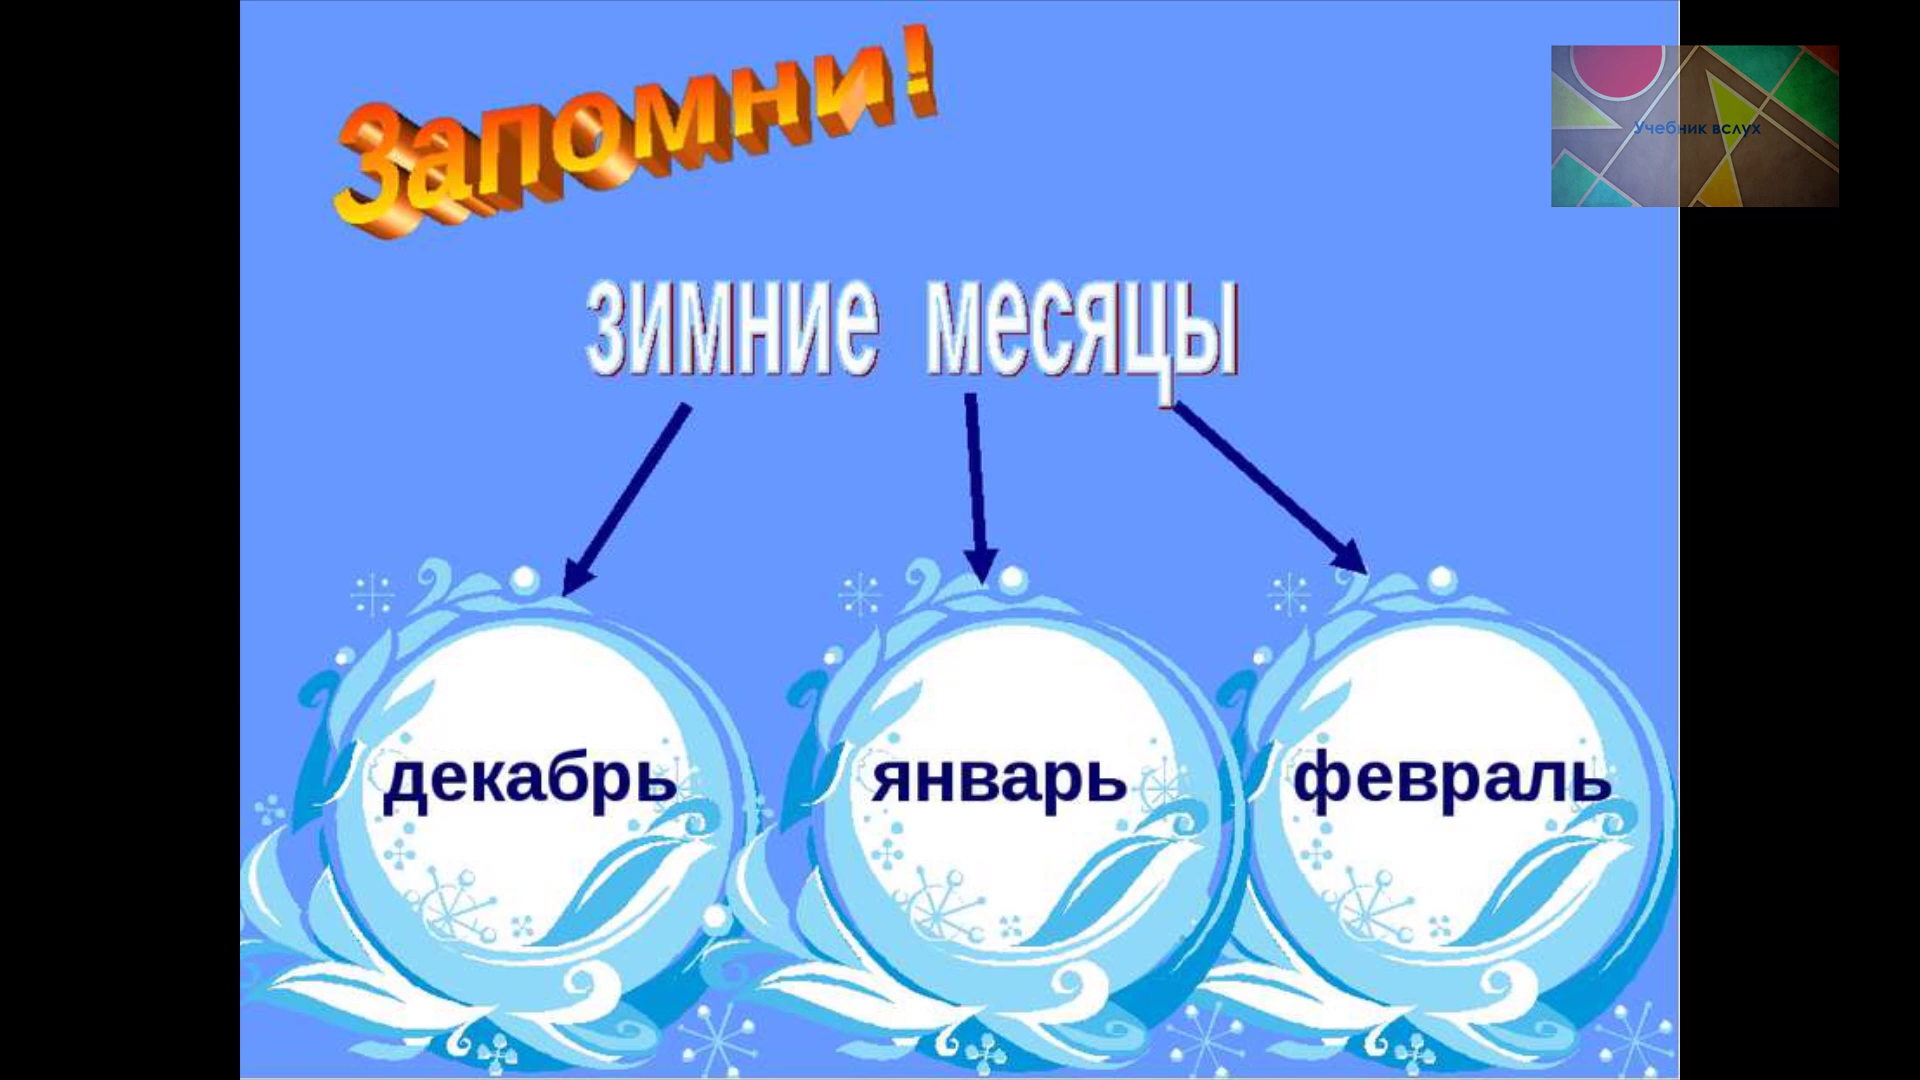 Запомни!
Учебник вслух
зимние месяцы
декабрь январь февраль